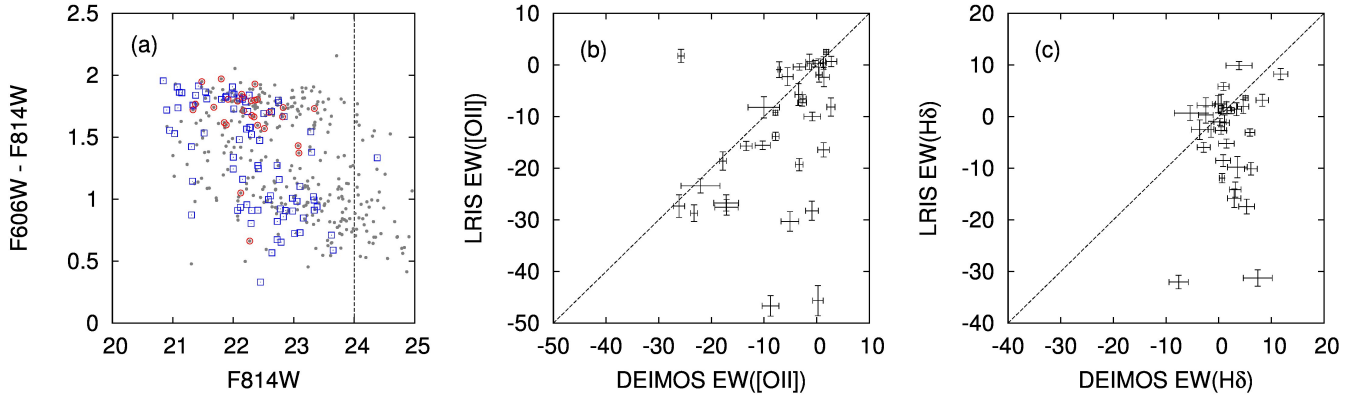 (a)
F606W - F814W
2.5
2
1.5
1
0.5
0
20 21 22 23 24 25
F814W
(b)
LRIS EW([OII])
10
0
-10
-20
-30
-40
-50
-50 -40 -30 -20 -10 0 10
DEIMOS EW([OII])
(c)
LRIS EW(Hδ)
20
10
0
-10
-20
-30
-40
-40 -30 -20 -10 0 10 20
DEIMOS EW(Hδ)